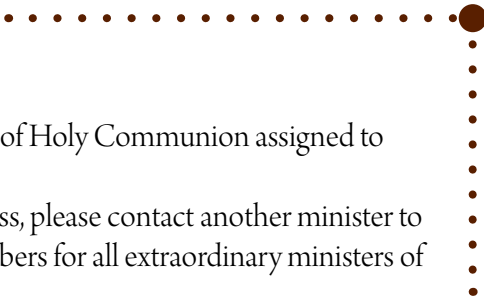 of Holy Communion assigned to
ss, please contact another minister to
bers for all extraordinary ministers of